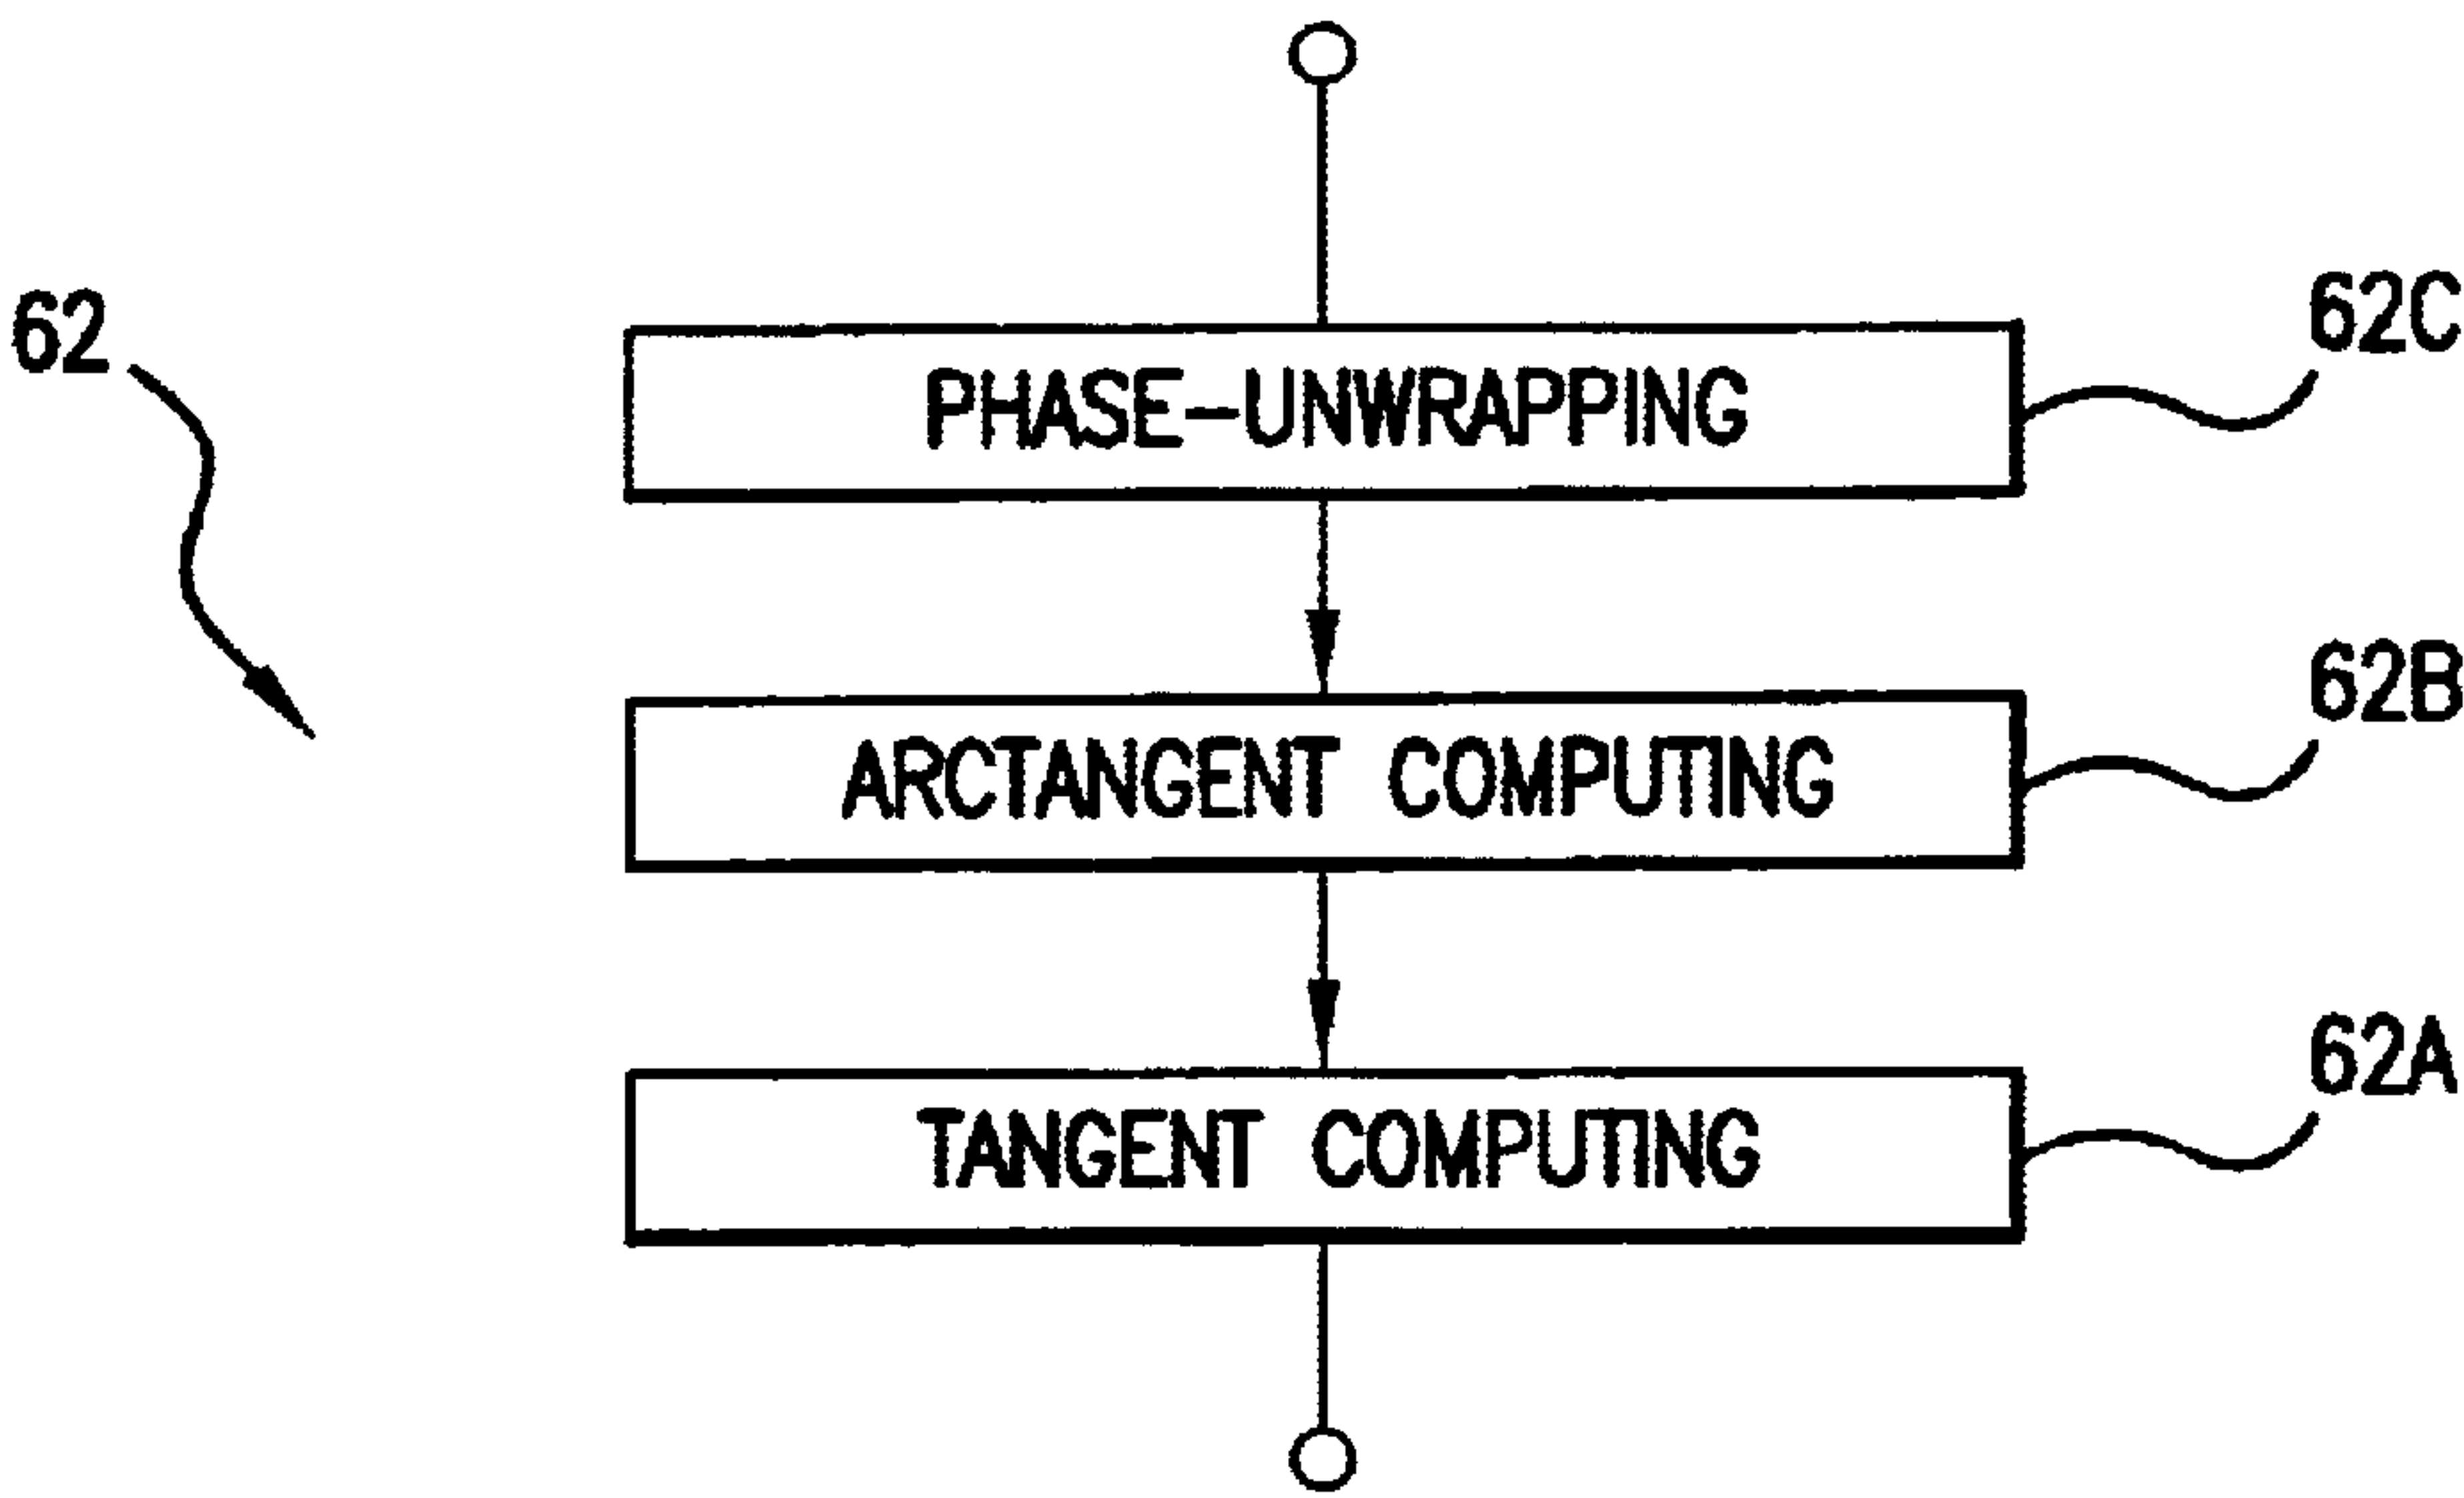 62
62C
PHASE-UNWRAPPING
62B
ARCTANGENT COMPUTING
62A
TANGENT COMPUTING